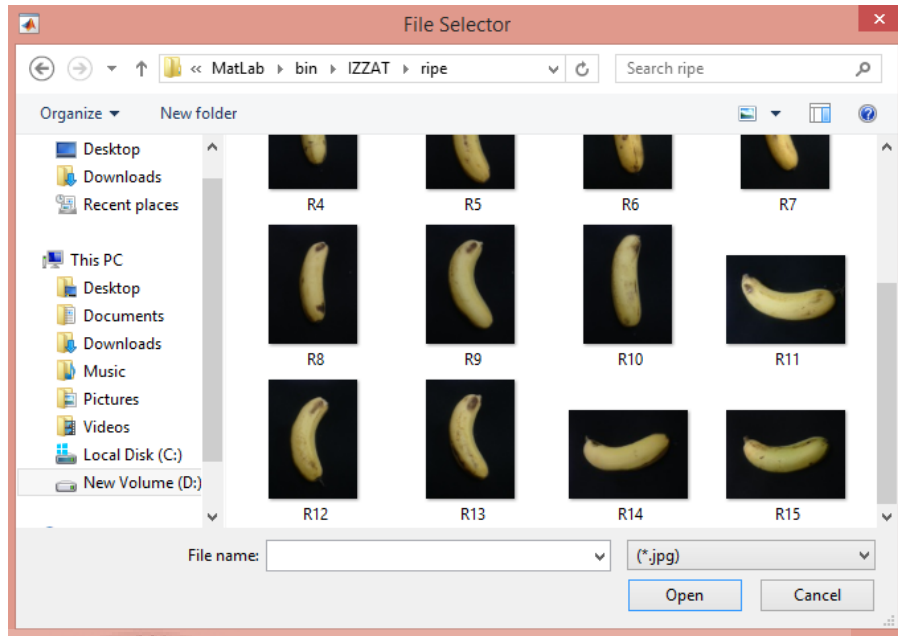 File Selector
« MatLab bin IZZAT ripe
Search ripe
Organize
New folder
Desktop
Downloads
Recent places
This PC
Desktop
Documents
Downloads
Music
Pictures
Videos
Local Disk (C:)
New Volume (D:)
R4 R5 R6 R7
R8 R9 R10 R11
R12 R13 R14 R15
File name:
(*.jpg)
Open Cancel